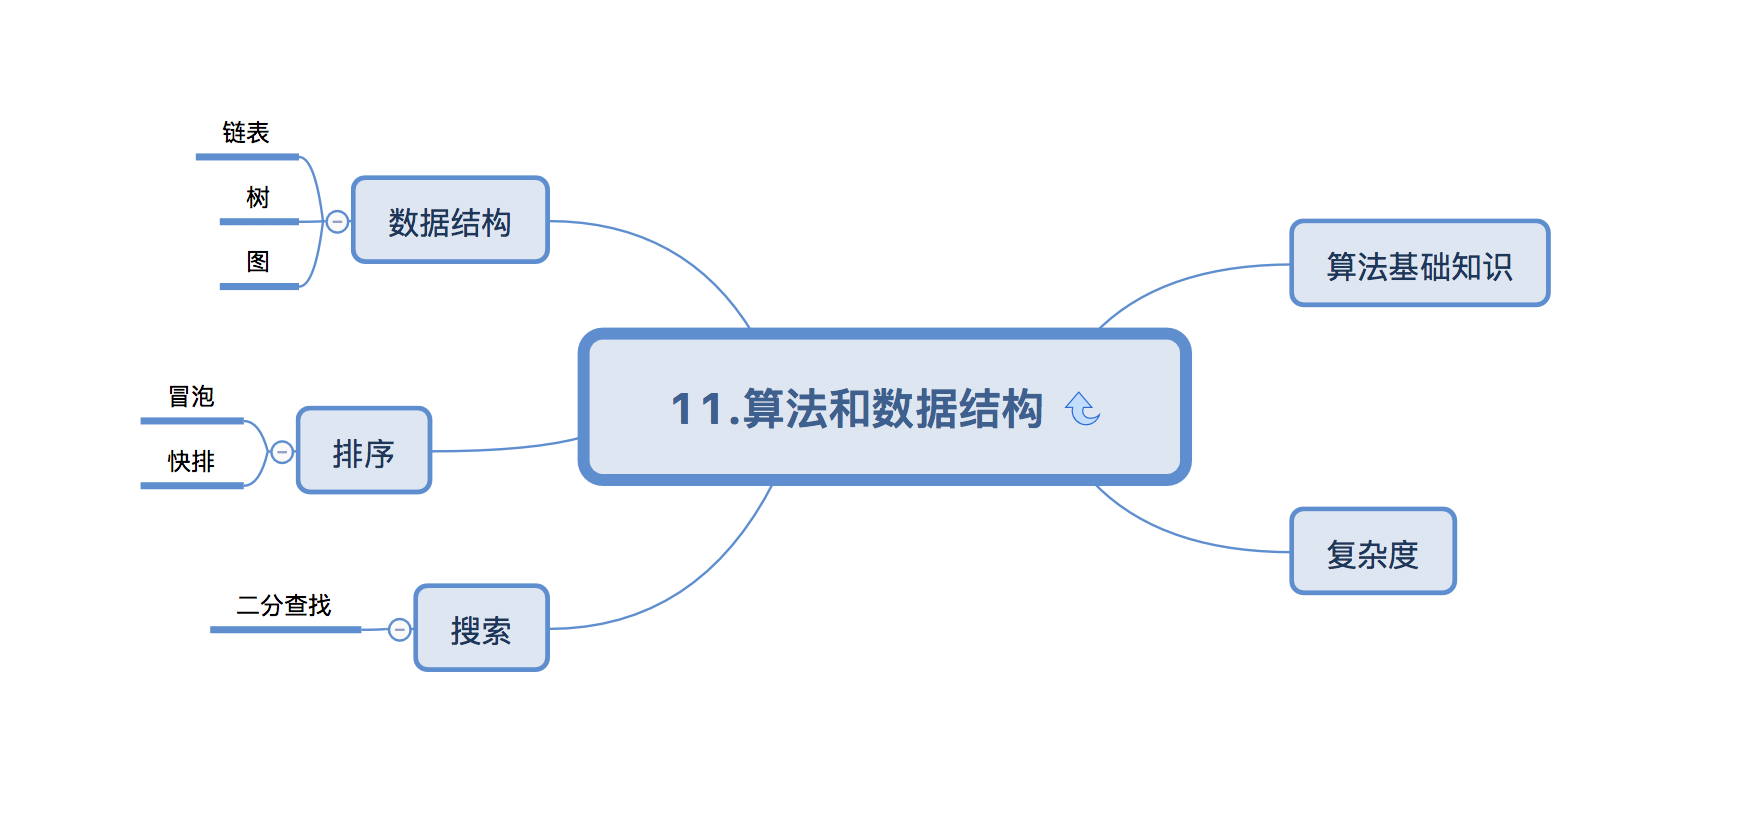 链表
树
图
数据结构
冒泡
快排
排序
二分查找
搜索
11.算法和数据结构
算法基础知识
复杂度